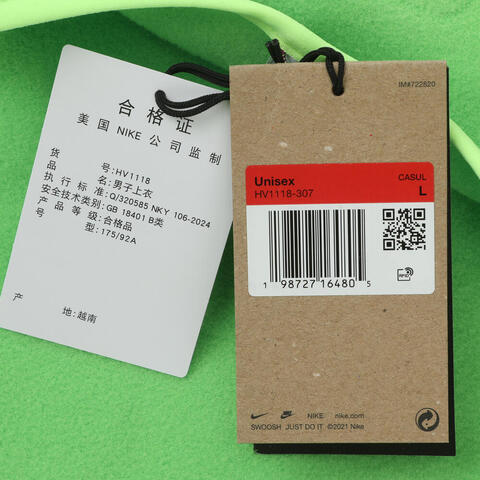 合格证
美国 NIKE 公司监制
货号:HV1118
品名:男子上衣
执行标准:Q/320585 NKY 106-2024
安全技术类别:GB 18401 B类
产品等级:合格品
号型:175/92A
产地:越南
IM#722820
Unisex
CASUL
HV1118-307
L
1 98727 16480 5
RFID
NIKE nike.com
SWOOSH JUST DO IT ©2021 Nike